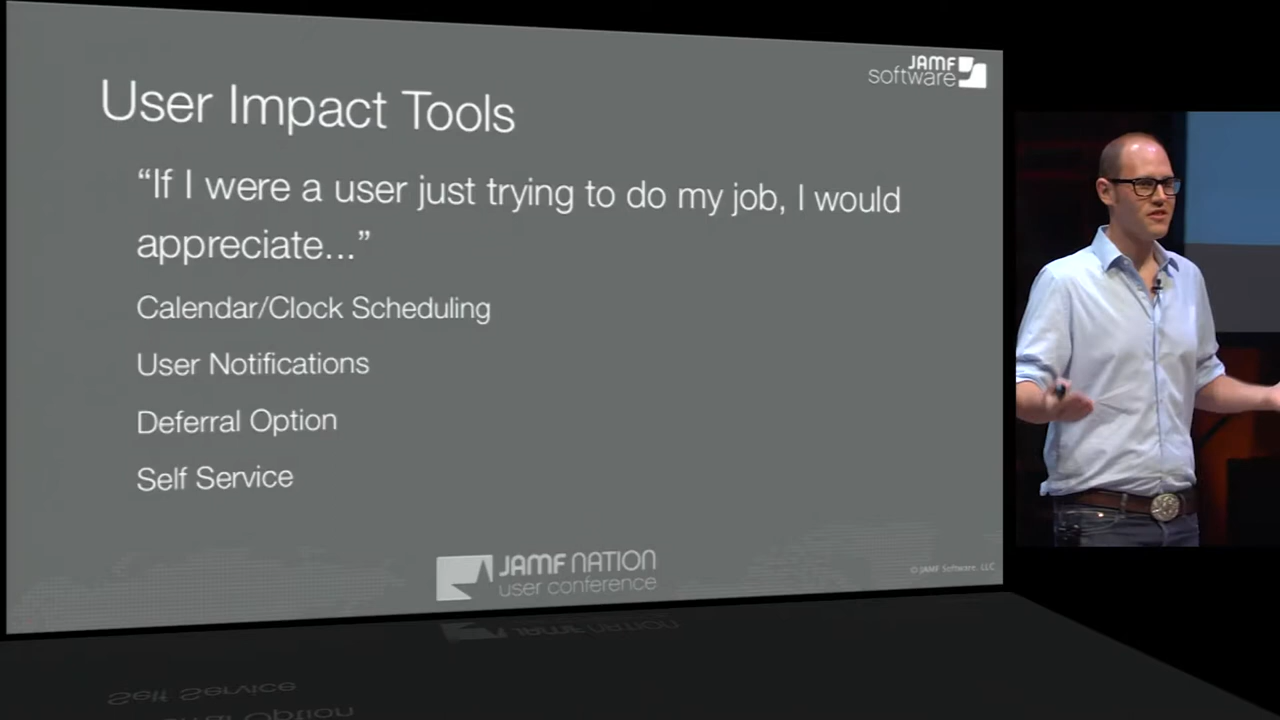 JAMF
software
User Impact Tools
“If I were a user just trying to do my job, I would
appreciate...”
Calendar/Clock Scheduling
User Notifications
Deferral Option
Self Service
JAMF NATION
user conference
© JAMF Software, LLC